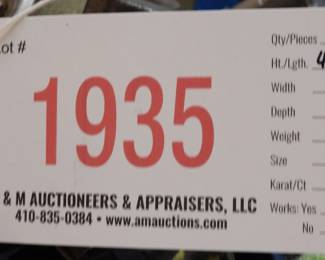 ot #
1935
& M AUCTIONEERS & APPRAISERS, LLC
410-835-0384 • www.amauctions.com
Qty/Pieces
Ht./Lgth. 4
Width
Depth
Weight
Size
Karat/Ct
Works: Yes
No